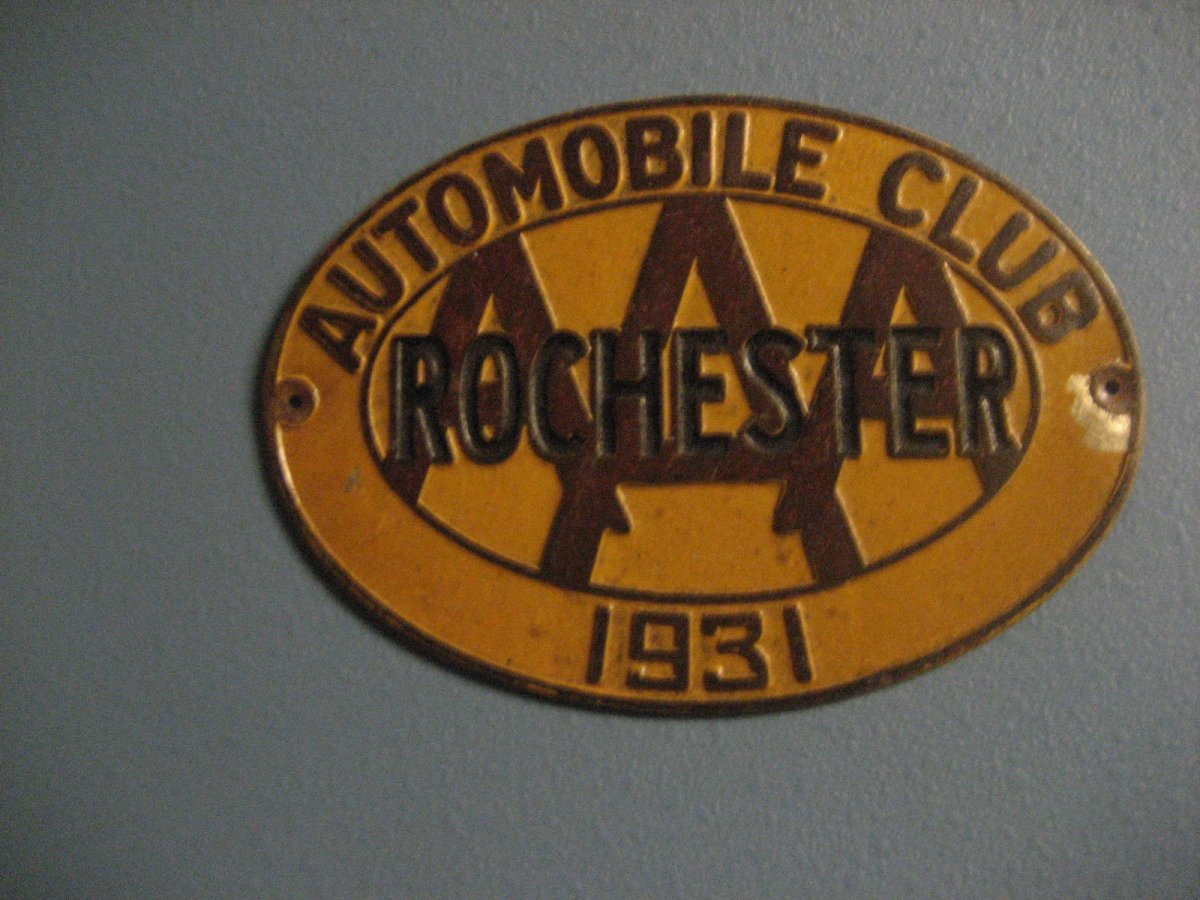 AUTOMOBILE CLUB
AAA
ROCHESTER
1931